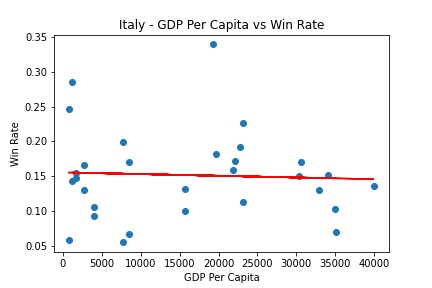 Italy - GDP Per Capita vs Win Rate
0.35
0.30
0.25
0.20
0.15
0.10
0.05
Win Rate
0 5000 10000 15000 20000 25000 30000 35000 40000
GDP Per Capita